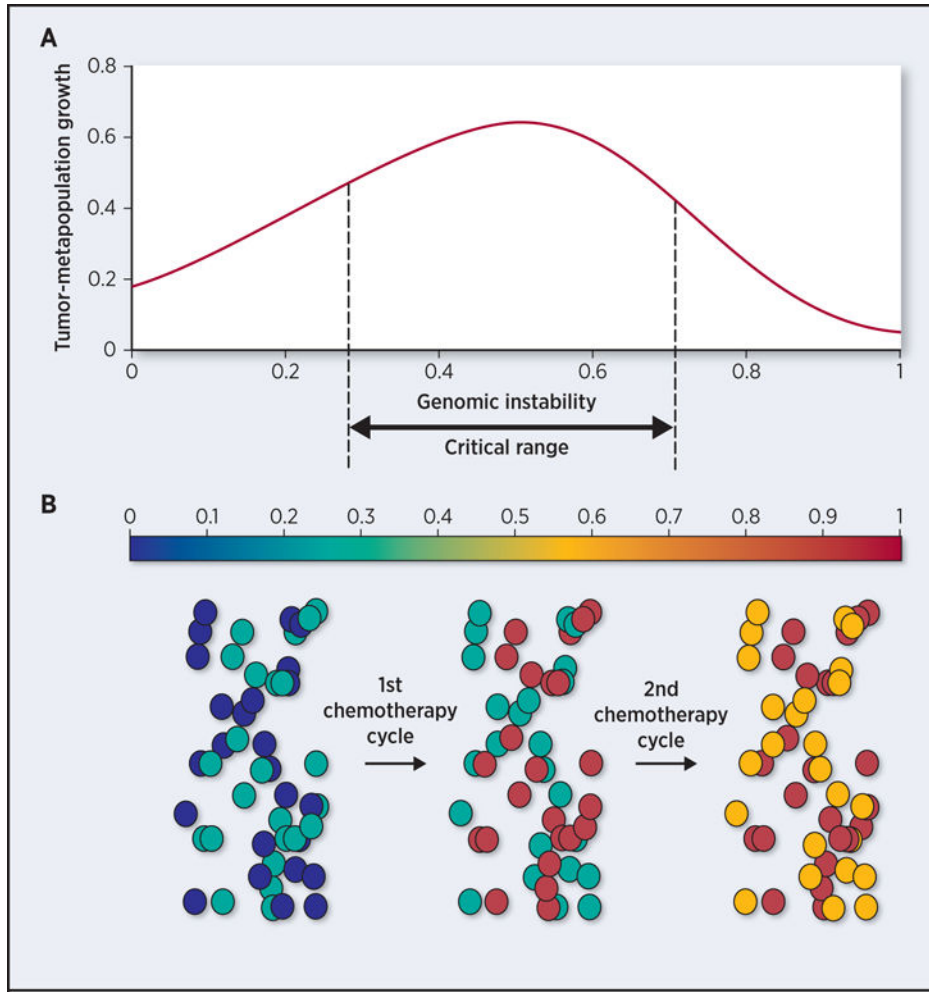 A
Tumor-metapopulation growth
0.8
0.6
0.4
0.2
0
0 0.2 0.4 0.6 0.8 1
Genomic instability
Critical range
B
0 0.1 0.2 0.3 0.4 0.5 0.6 0.7 0.8 0.9 1
1st
chemotherapy
cycle
2nd
chemotherapy
cycle